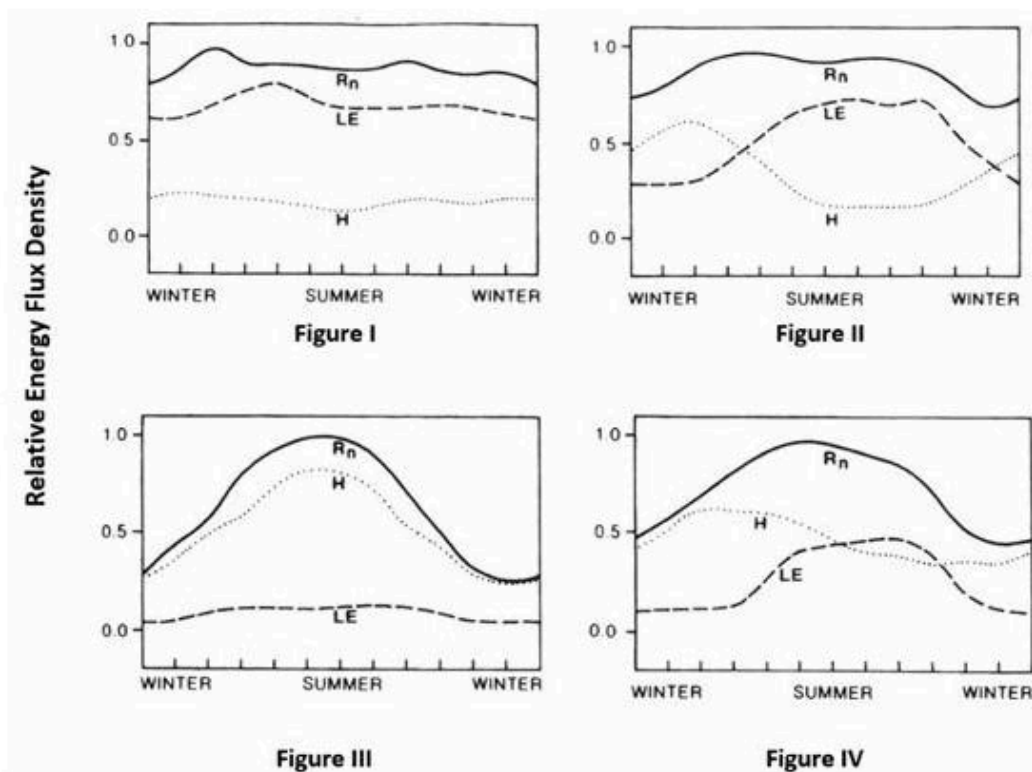 Relative Energy Flux Density
1.0
0.5
0.0
Rn
LE
H
WINTER SUMMER WINTER
Figure I
1.0
0.5
0.0
Rn
LE
H
WINTER SUMMER WINTER
Figure II
1.0
0.5
0.0
Rn
H
LE
WINTER SUMMER WINTER
Figure III
1.0
0.5
0.0
Rn
H
LE
WINTER SUMMER WINTER
Figure IV